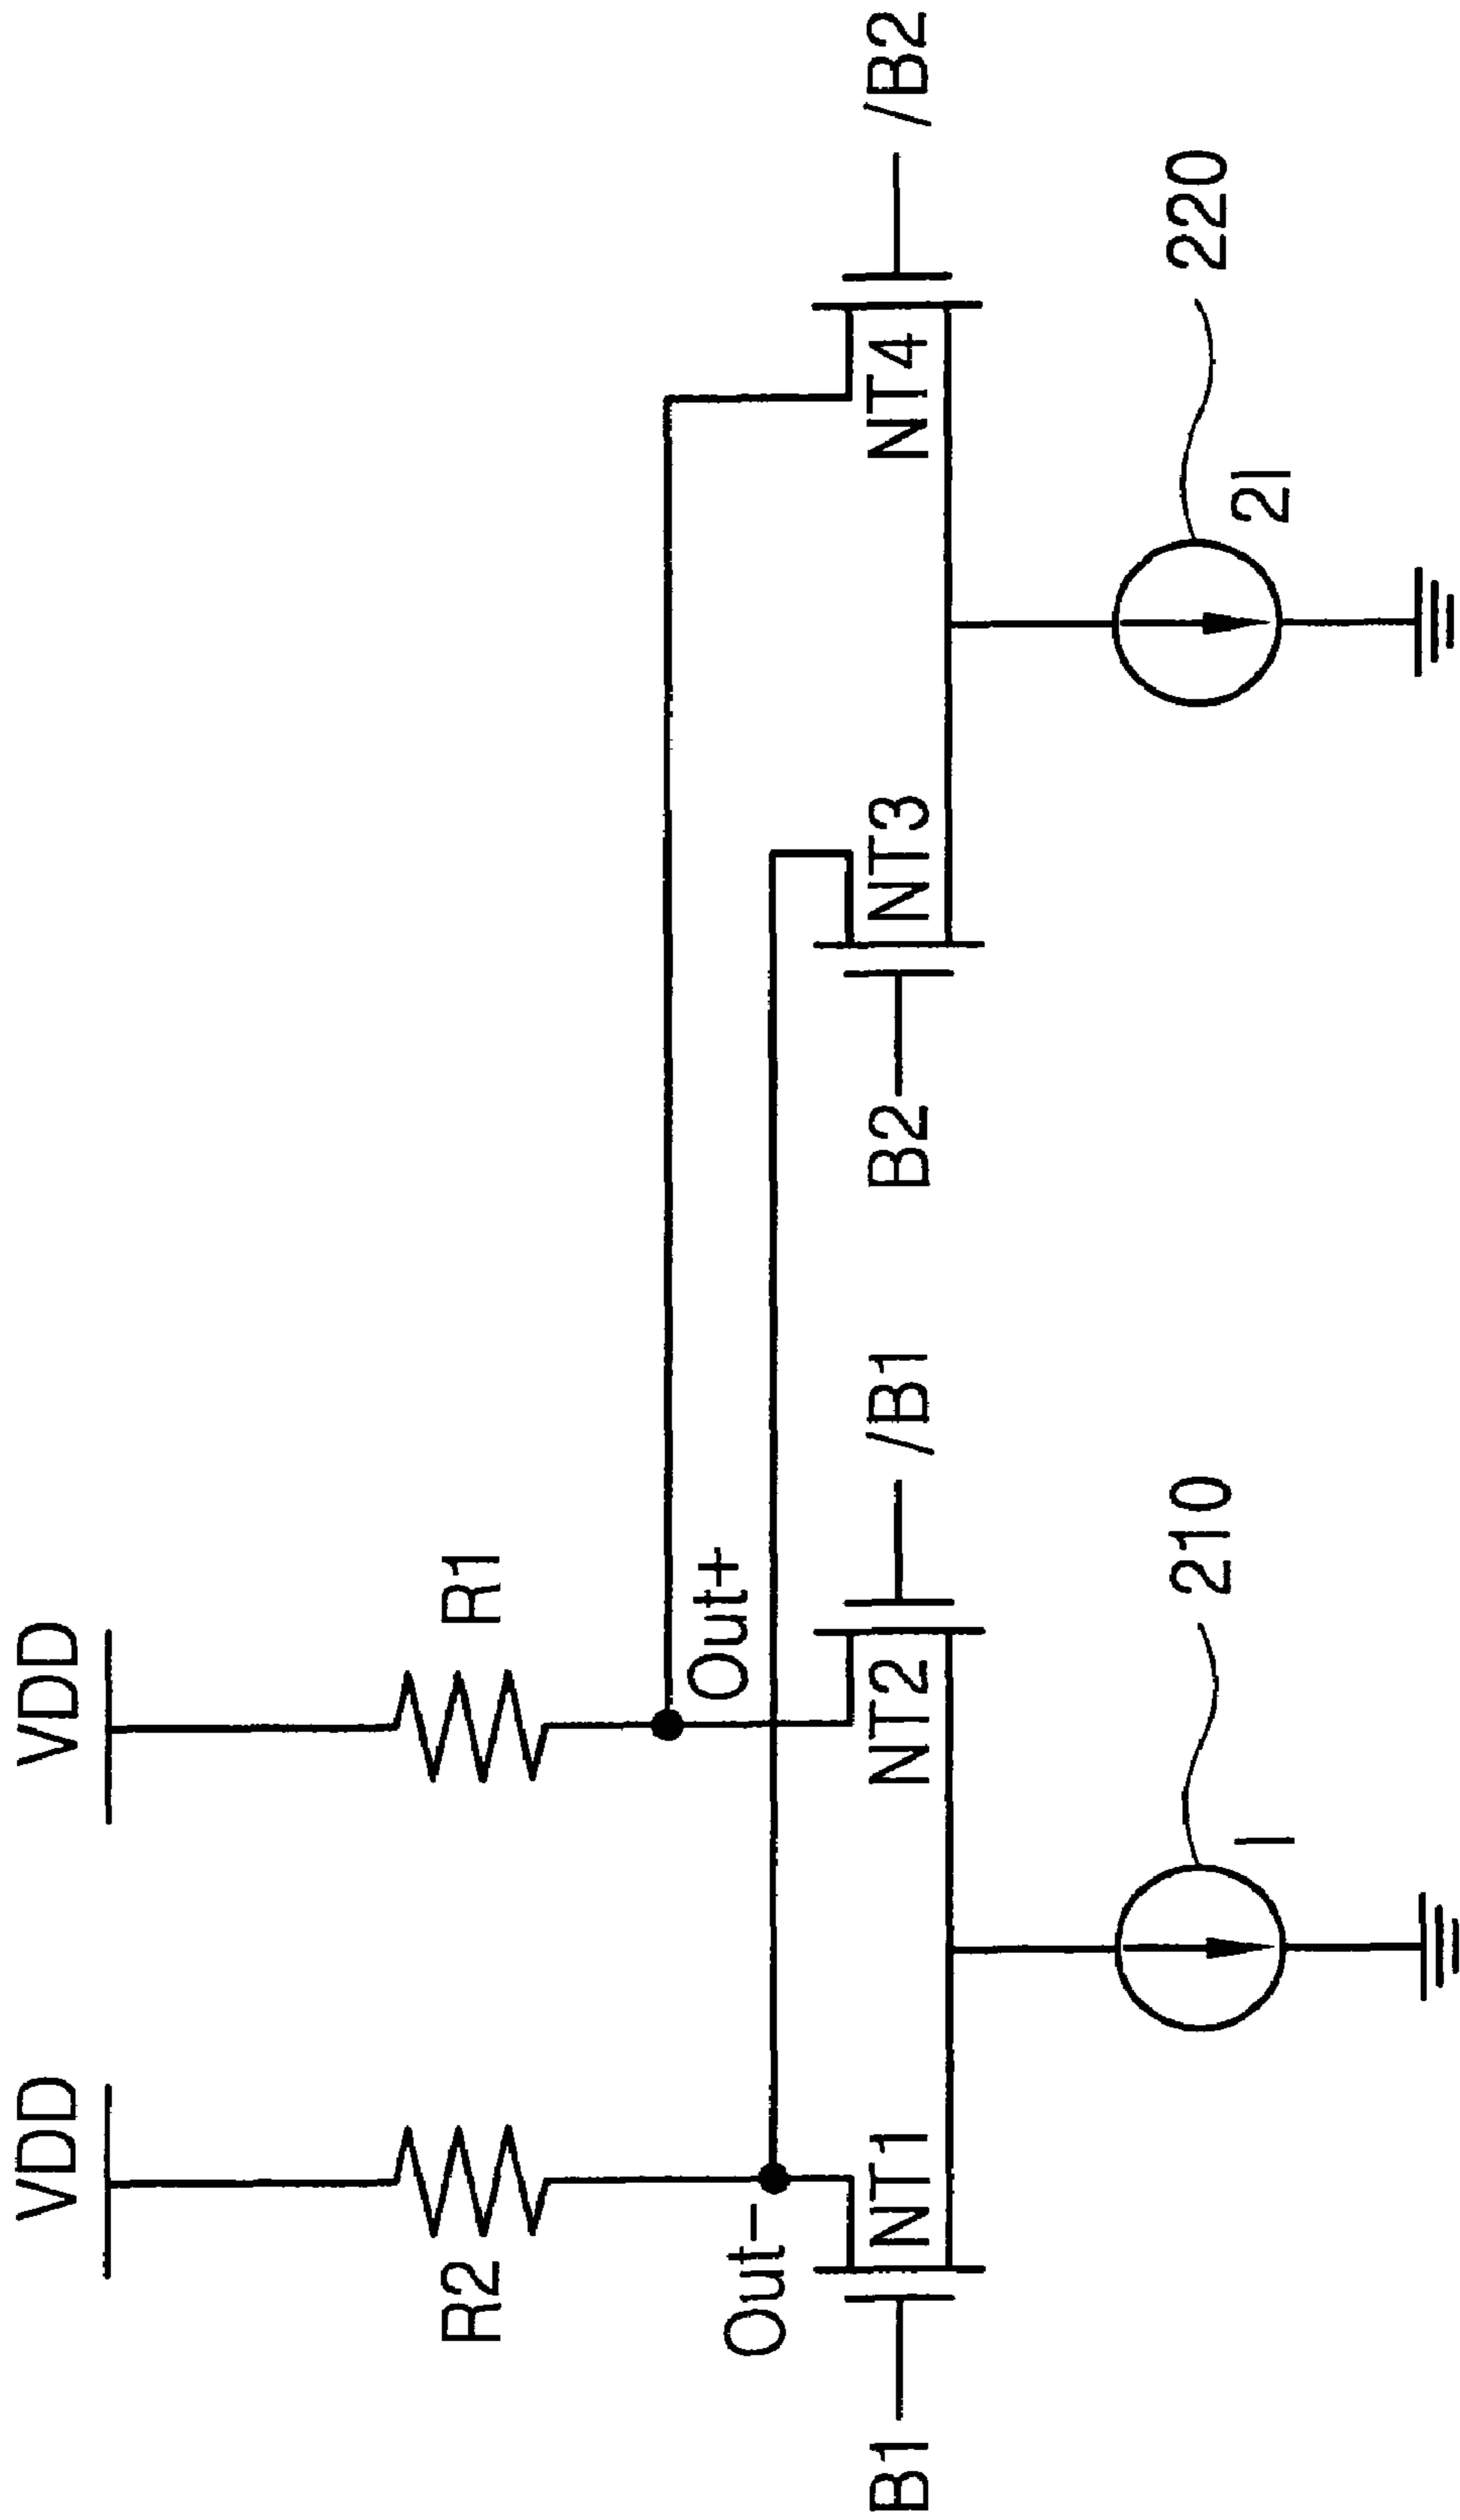 VDD
VDD
R2
R1
Out+
Out−
B1
NT1
NT2
/B1
B2
NT3
NT4
/B2
210
220
I
2I